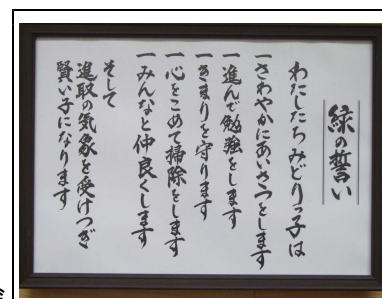 緑の誓い
わたしたちみどりっ子は
一さわやかにあいさつをします
一進んで勉強をします
一きまりを守ります
一心をこめて掃除をします
一みんなと仲良くします
そして
進取の気象を受けつぎ
賢い子になります